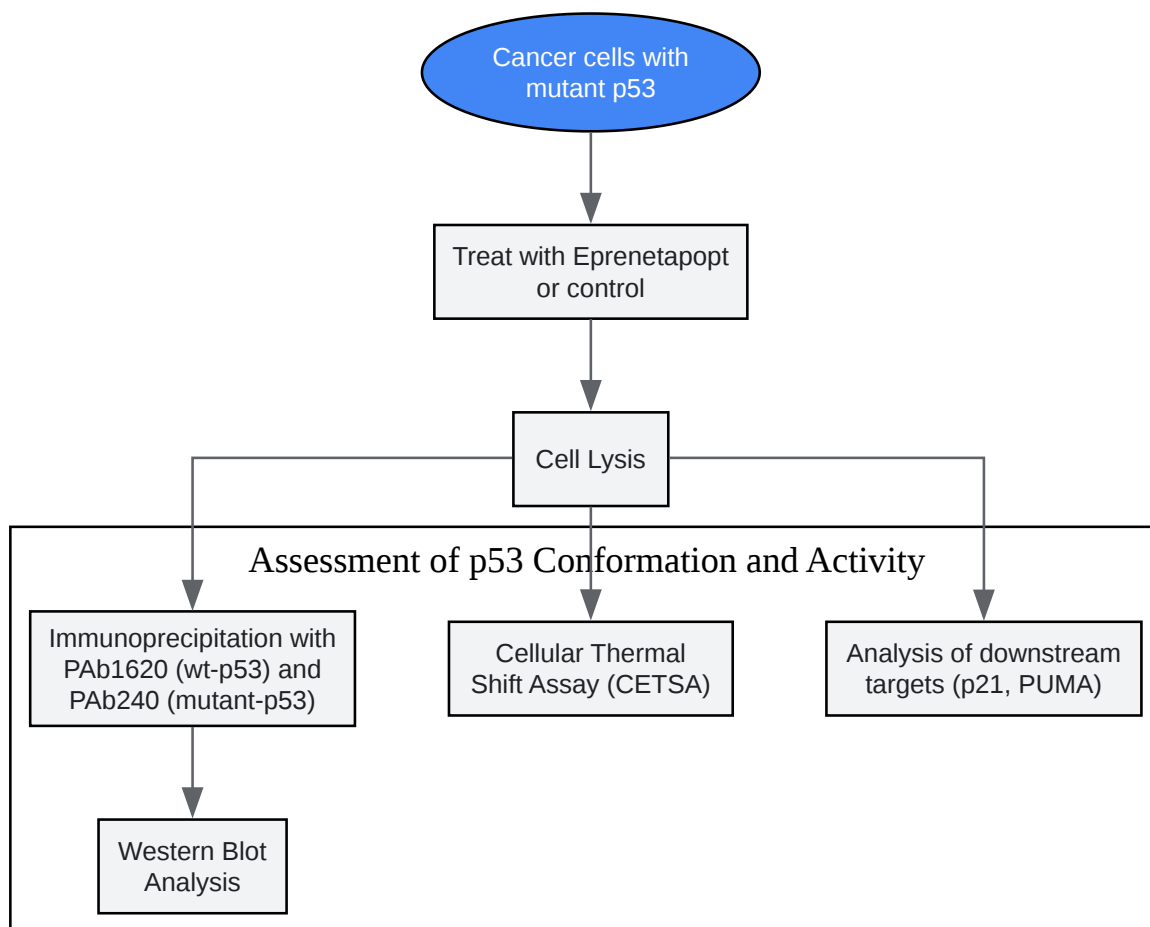 Cancer cells with
mutant p53
Treat with Eprenetapopt
or control
Cell Lysis
Assessment of p53 Conformation and Activity
Immunoprecipitation with
PAb1620 (wt-p53) and
PAb240 (mutant-p53)
Cellular Thermal
Shift Assay (CETSA)
Analysis of downstream
targets (p21, PUMA)
Western Blot
Analysis